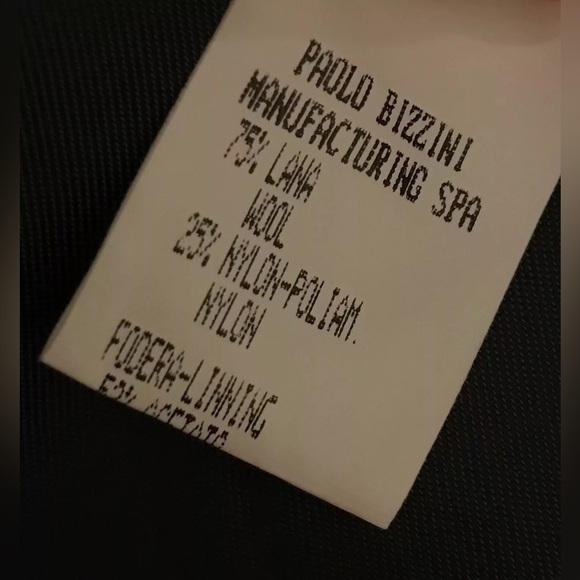 PAOLO BIZZINI
MANUFACTURING SPA
75% LANA
WOOL
25% NYLON-POLIAM.
NYLON
FODERA-LINNING